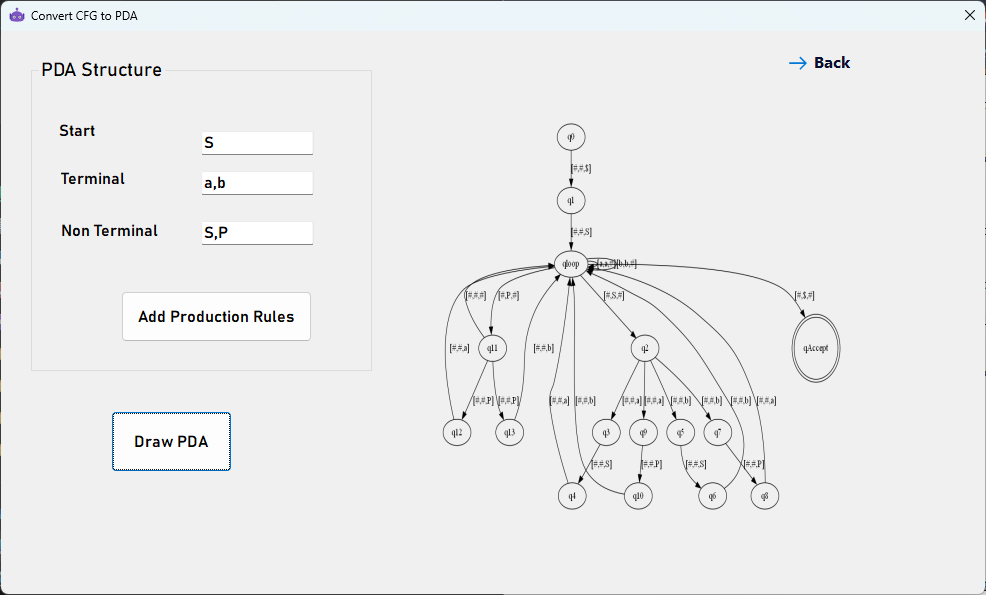 Convert CFG to PDA
PDA Structure
Back
Start
S
Terminal
a,b
Non Terminal
S,P
Add Production Rules
Draw PDA
q0
[#,#,$]
q1
[#,#,S]
qloop
[a,a,#] [b,b,#]
[#,#,#] [#,P,#] [#,S,#] [#,$,#]
[#,#,a] q11 [#,#,b] q2 qAccept
[#,#,P] [#,#,P] [#,#,a] [#,#,b] [#,#,a] [#,#,a] [#,#,b] [#,#,b] [#,#,b] [#,#,a]
q12 q13 q3 q9 q5 q7
[#,#,S] [#,#,P] [#,#,S] [#,#,P]
q4 q10 q6 q8